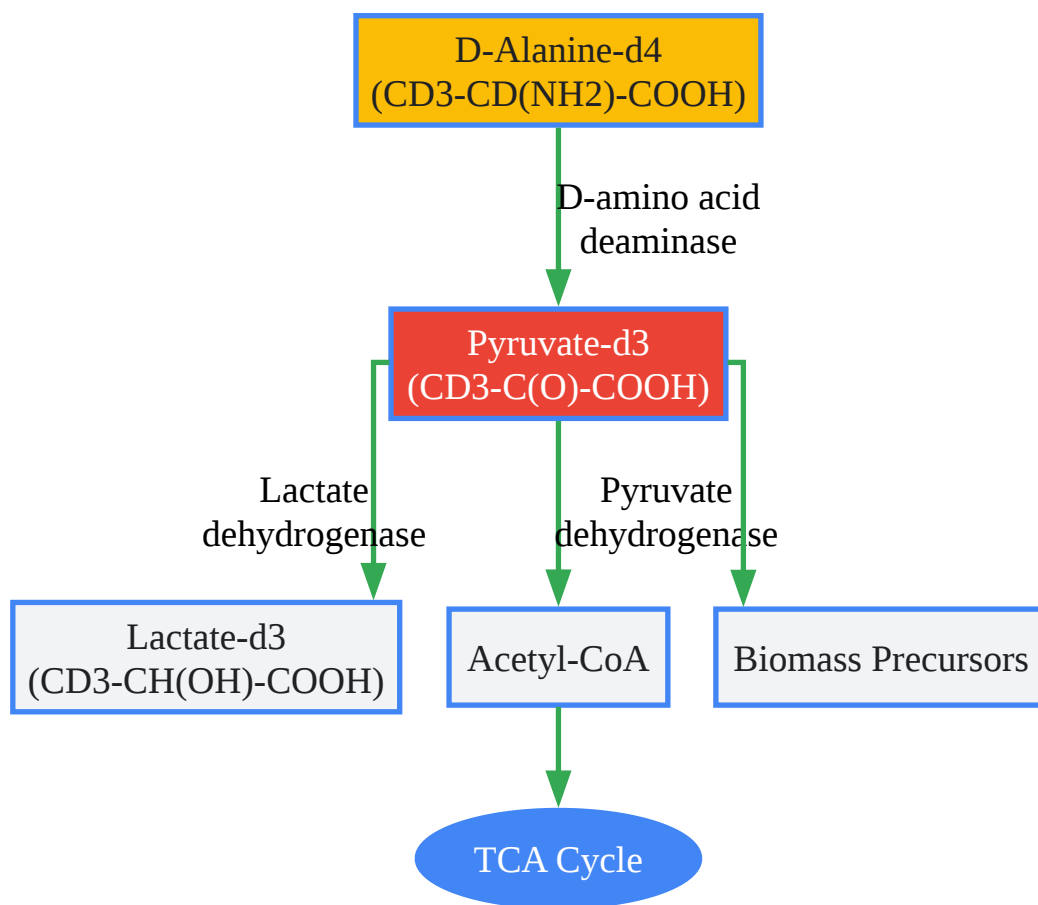 D-Alanine-d4
(CD3-CD(NH2)-COOH)
D-amino acid
deaminase
Pyruvate-d3
(CD3-C(O)-COOH)
Lactate
dehydrogenase
Pyruvate
dehydrogenase
Lactate-d3
(CD3-CH(OH)-COOH)
Acetyl-CoA
Biomass Precursors
TCA Cycle